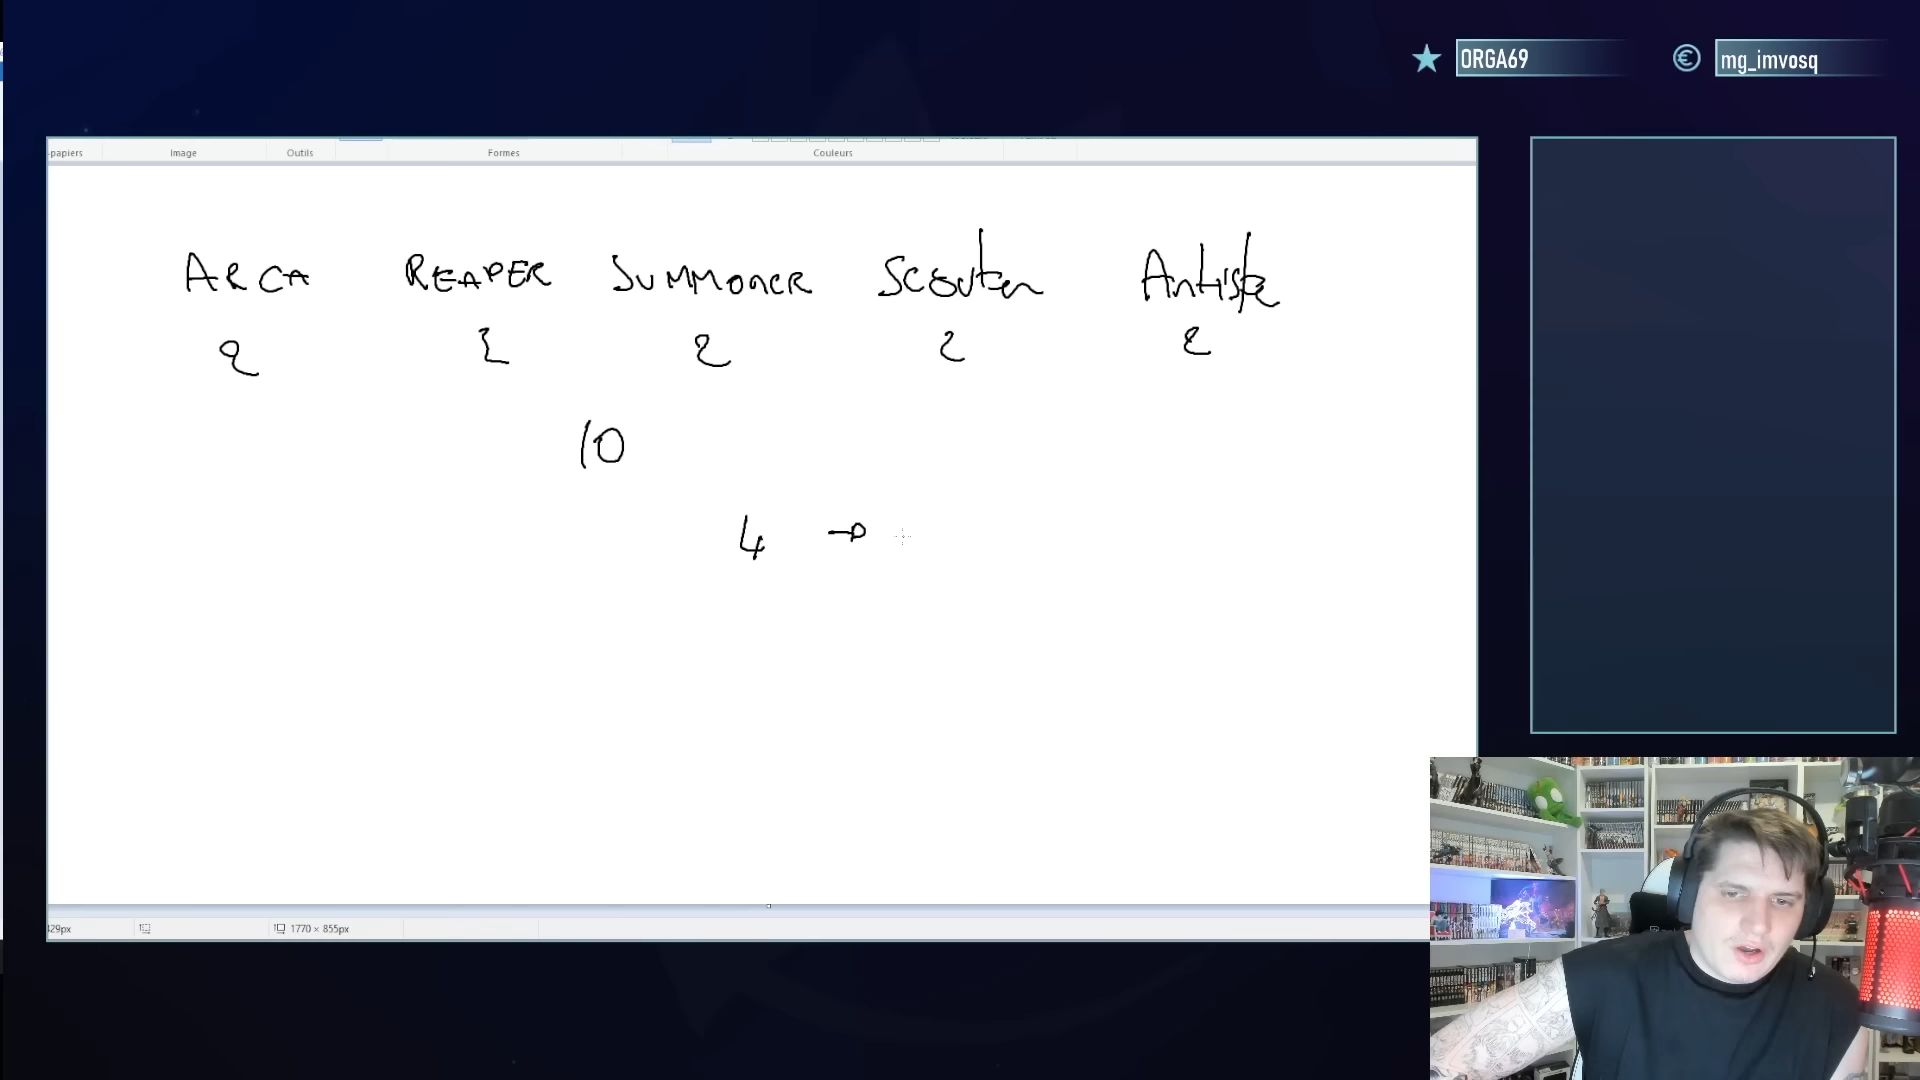 ORGA69 mg_imvosq
-papiers Image Outils Formes Couleurs
ARCA REAPER SUMMONER Scouter Artiste
2 2 2 2 2
10
4
29px 1770 × 855px